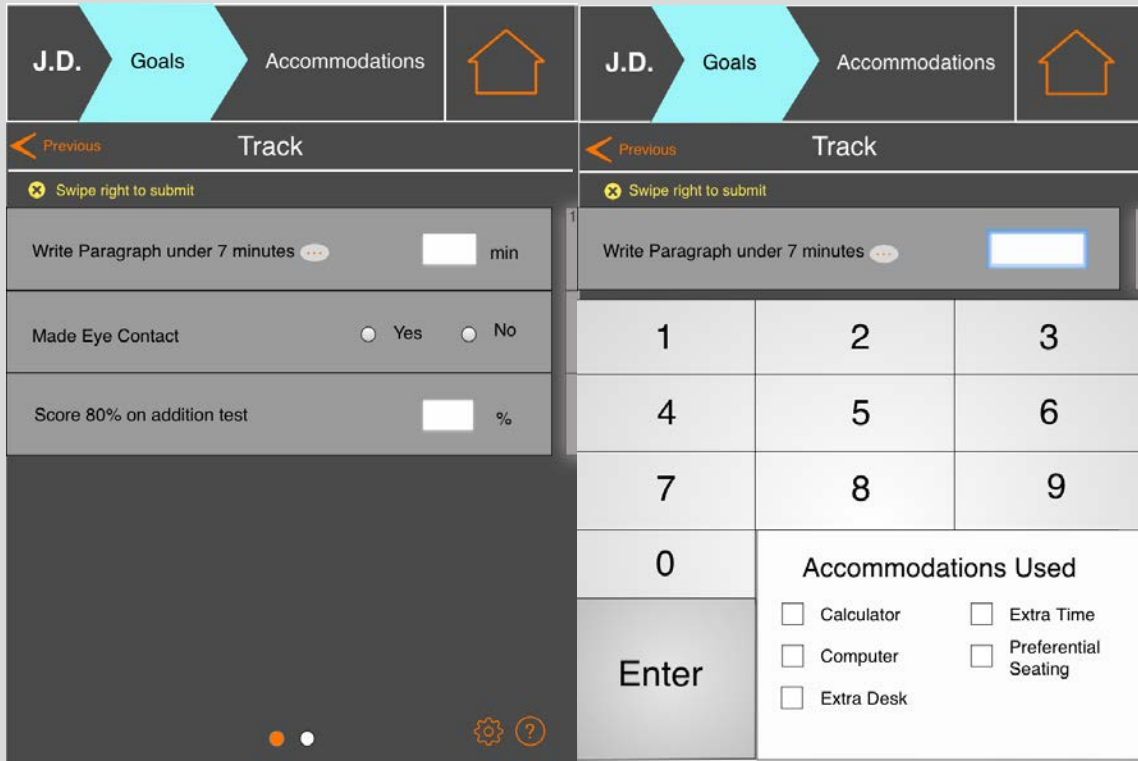 J.D. Goals Accommodations
Previous Track
Swipe right to submit
Write Paragraph under 7 minutes ... min
Made Eye Contact Yes No
Score 80% on addition test %
?
1
J.D. Goals Accommodations
Previous Track
Swipe right to submit
Write Paragraph under 7 minutes ...
1 2 3
4 5 6
7 8 9
0
Enter
Accommodations Used
Calculator Extra Time
Computer Preferential
Seating
Extra Desk